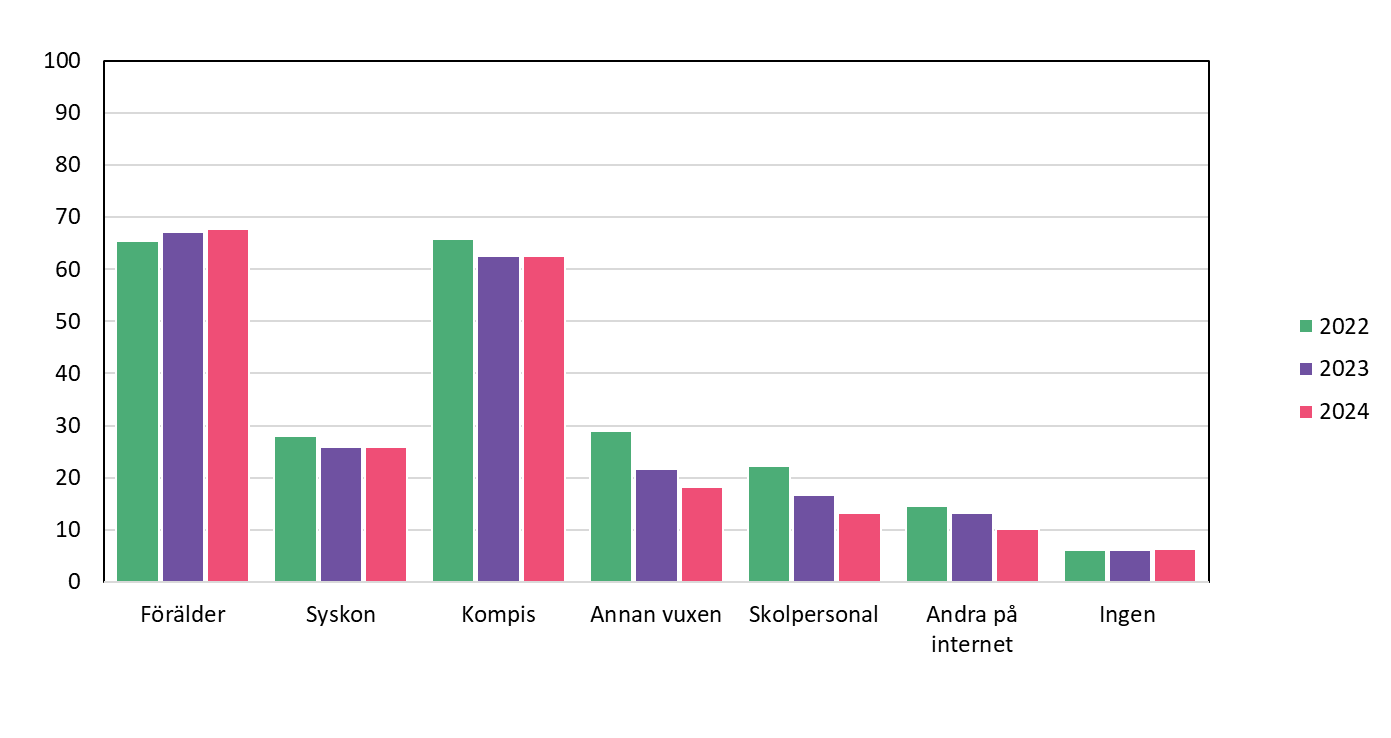 100
90
80
70
60
50
40
30
20
10
0
Förälder
Syskon
Kompis
Annan vuxen
Skolpersonal
Andra på
internet
Ingen
2022
2023
2024